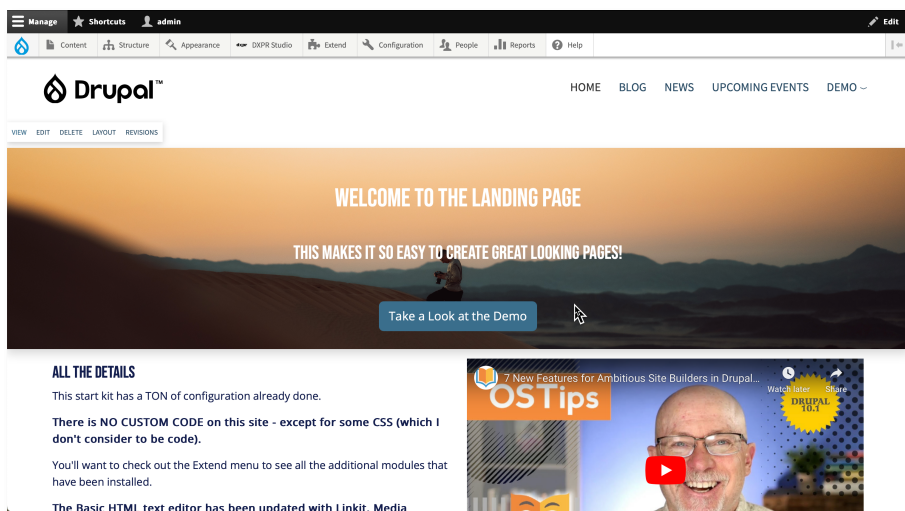 Manage Shortcuts admin Edit
Content Structure Appearance DXPR Studio Extend Configuration People Reports Help
Drupal™
HOME BLOG NEWS UPCOMING EVENTS DEMO
VIEW EDIT DELETE LAYOUT REVISIONS
WELCOME TO THE LANDING PAGE
THIS MAKES IT SO EASY TO CREATE GREAT LOOKING PAGES!
Take a Look at the Demo
ALL THE DETAILS
This start kit has a TON of configuration already done.
There is NO CUSTOM CODE on this site - except for some CSS (which I
don't consider to be code).
You'll want to check out the Extend menu to see all the additional modules that
have been installed.
The Basic HTML text editor has been updated with Linkit, Media
7 New Features for Ambitious Site Builders in Drupal...
Watch later Share
OSTips
DRUPAL
10.1